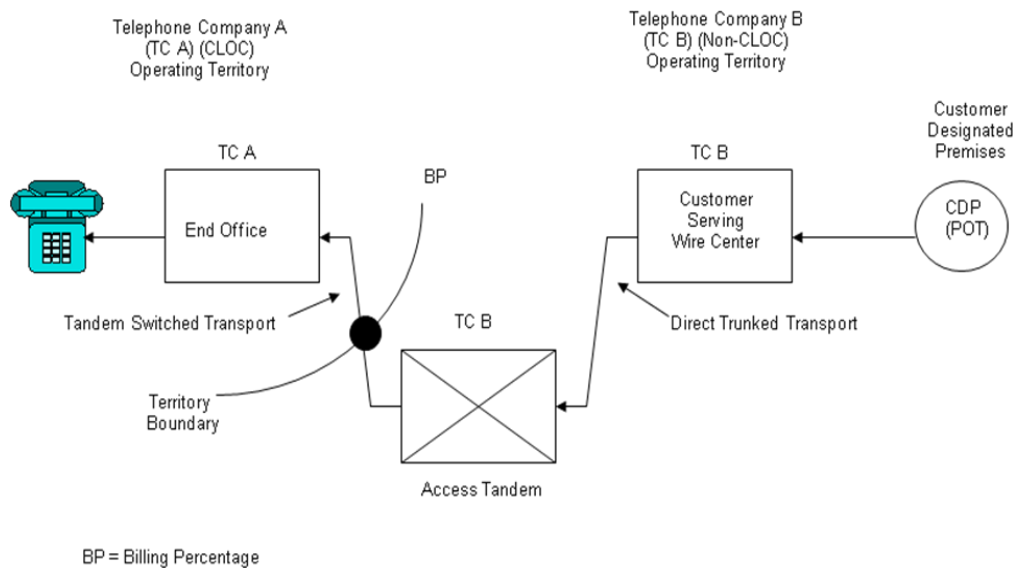 Telephone Company A
(TC A) (CLOC)
Operating Territory
Telephone Company B
(TC B) (Non-CLOC)
Operating Territory
Customer
Designated
Premises
TC A
BP
TC B
End Office
Customer
Serving
Wire Center
CDP
(POT)
Tandem Switched Transport
TC B
Direct Trunked Transport
Territory
Boundary
Access Tandem
BP = Billing Percentage